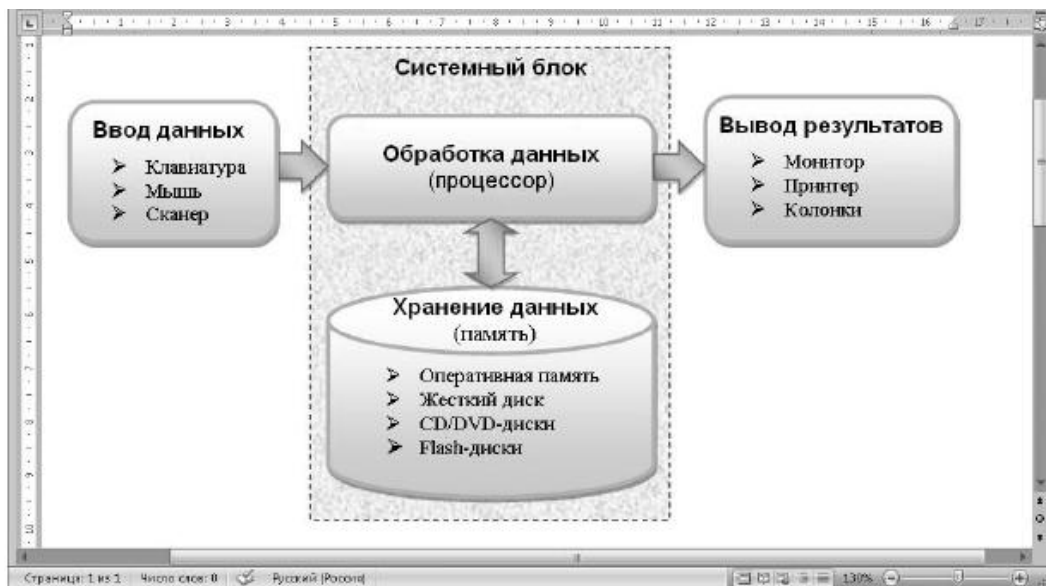 Системный блок
Ввод данных
Клавиатура
Мышь
Сканер
Обработка данных
(процессор)
Вывод результатов
Монитор
Принтер
Колонки
Хранение данных
(память)
Оперативная память
Жесткий диск
CD/DVD-диски
Flash-диски
Страница: 1 из 1 Число слов: 0 Русский (Россия) 130%